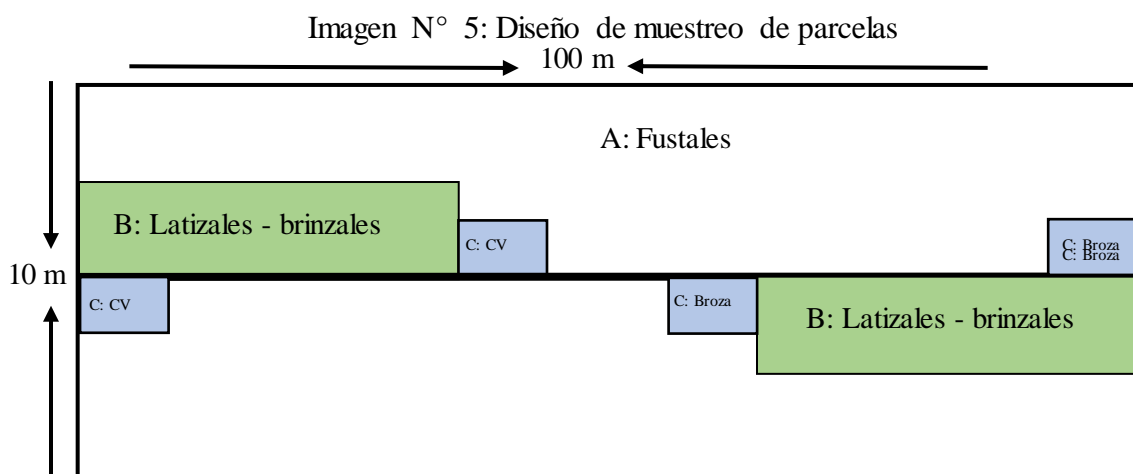 Imagen N° 5: Diseño de muestreo de parcelas
100 m
A: Fustales
B: Latizales - brinzales
C: CV
C: Broza
C: Broza
10 m
C: CV
C: Broza
B: Latizales - brinzales